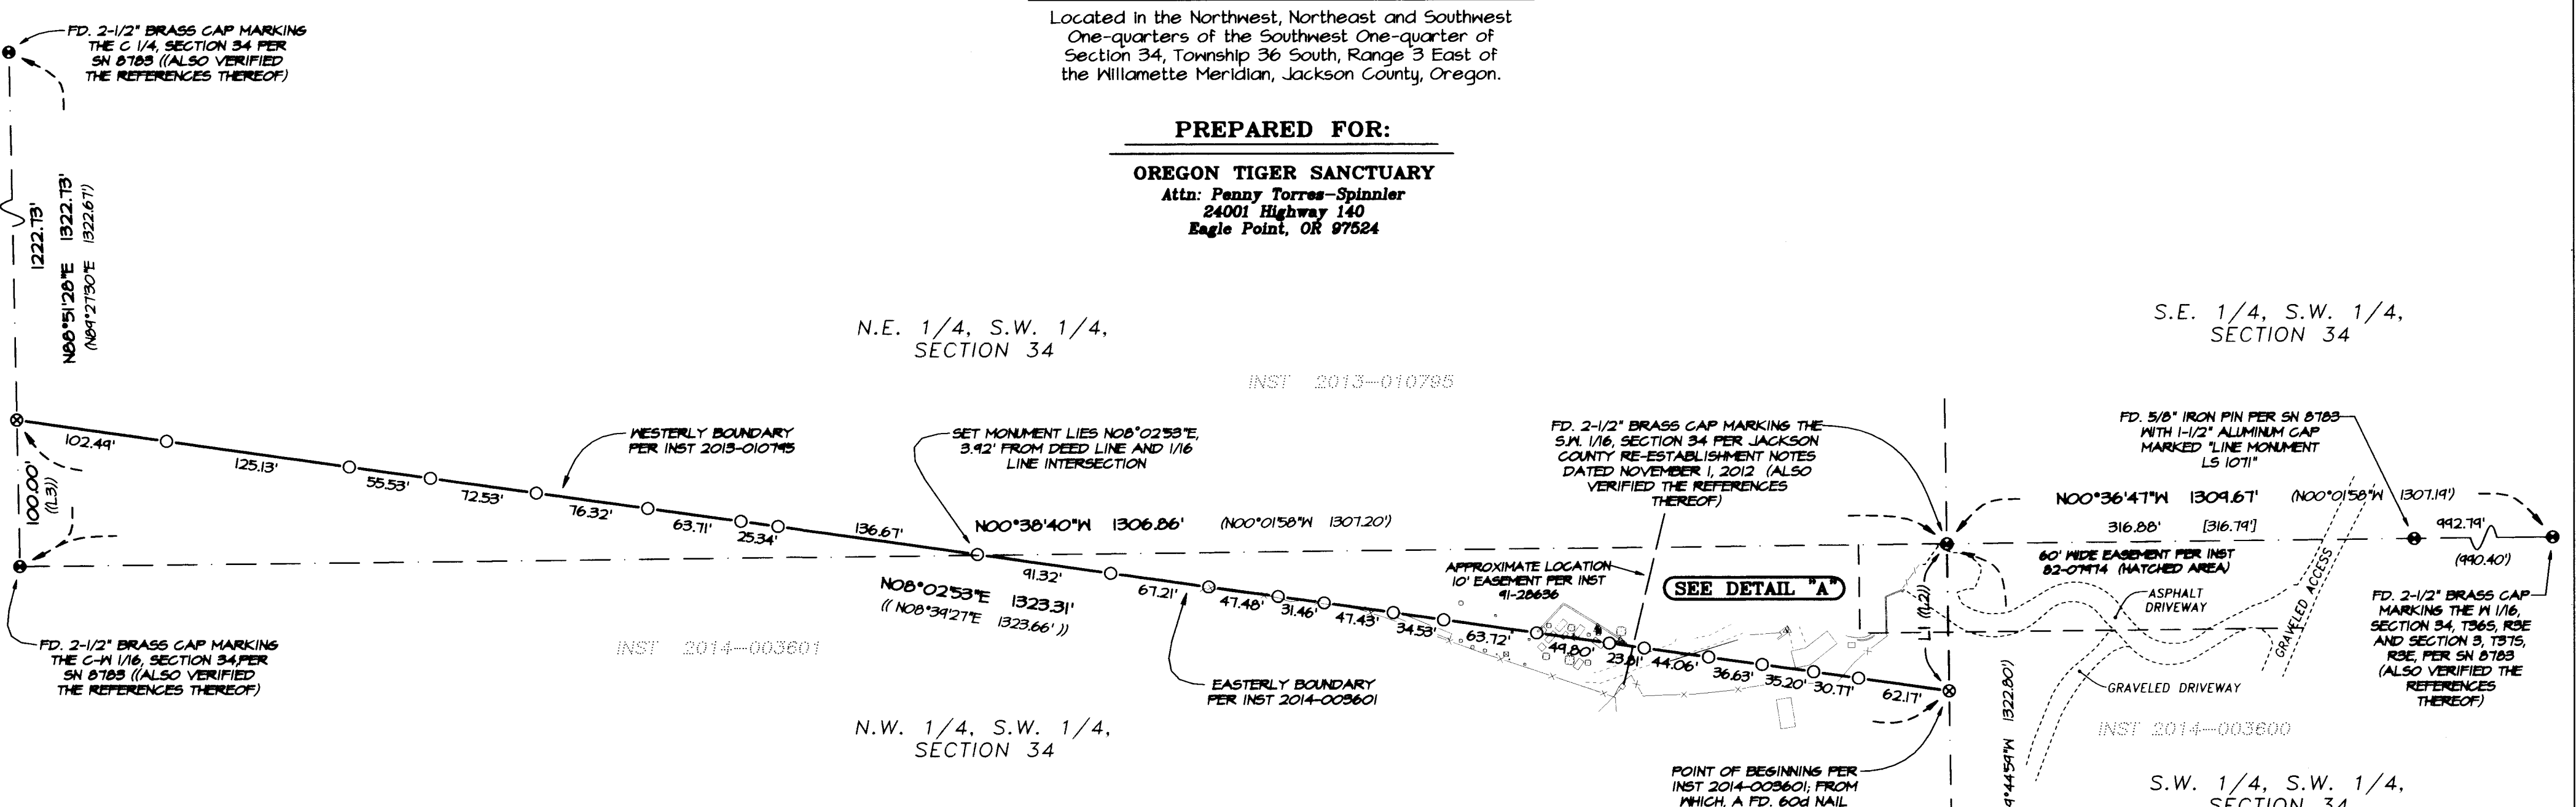 Located in the Northwest, Northeast and Southwest
One-quarters of the Southwest One-quarter of
Section 34, Township 36 South, Range 3 East of
the Willamette Meridian, Jackson County, Oregon.
PREPARED FOR:
OREGON TIGER SANCTUARY
Attn: Penny Torres-Spinnler
24001 Highway 140
Eagle Point, OR 97524
FD. 2-1/2" BRASS CAP MARKING
THE C 1/4, SECTION 34 PER
SN 8783 ((ALSO VERIFIED
THE REFERENCES THEREOF)
1222.73'
N88°51'28"E 1322.73'
(N89°27'30"E 1322.67')
100.00'
((L3))
FD. 2-1/2" BRASS CAP MARKING
THE C-W 1/16, SECTION 34,PER
SN 8783 ((ALSO VERIFIED
THE REFERENCES THEREOF)
102.49'
125.13'
55.53'
72.53'
76.32'
63.71'
25.34'
136.67'
WESTERLY BOUNDARY
PER INST 2013-010795
N.E. 1/4, S.W. 1/4,
SECTION 34
INST 2013-010795
SET MONUMENT LIES N08°02'53"E,
3.92' FROM DEED LINE AND 1/16
LINE INTERSECTION
N00°38'40"W 1306.86' (N00°01'58"W 1307.20')
N08°02'53"E 1323.31'
(( N08°39'27"E 1323.66' ))
INST 2014-003601
N.W. 1/4, S.W. 1/4,
SECTION 34
91.32'
67.21'
47.48'
31.46'
47.43'
34.53'
63.72'
49.80'
23.81'
44.06'
36.63'
35.20'
30.77'
62.17'
EASTERLY BOUNDARY
PER INST 2014-003601
APPROXIMATE LOCATION
10' EASEMENT PER INST
91-28636
FD. 2-1/2" BRASS CAP MARKING THE
S.W. 1/16, SECTION 34 PER JACKSON
COUNTY RE-ESTABLISHMENT NOTES
DATED NOVEMBER 1, 2012 (ALSO
VERIFIED THE REFERENCES
THEREOF)
SEE DETAIL "A"
L1 ((L2))
POINT OF BEGINNING PER
INST 2014-003601; FROM
WHICH, A FD. 60d NAIL
9°44'59"W 1322.80')
S.E. 1/4, S.W. 1/4,
SECTION 34
FD. 5/8" IRON PIN PER SN 8783
WITH 1-1/2" ALUMINUM CAP
MARKED "LINE MONUMENT
LS 1071"
N00°36'47"W 1309.67' (N00°01'58"W 1307.19')
316.88' [316.79']
992.79'
(990.40')
60' WIDE EASEMENT PER INST
82-07974 (HATCHED AREA)
ASPHALT
DRIVEWAY
GRAVELED ACCESS
GRAVELED DRIVEWAY
FD. 2-1/2" BRASS CAP
MARKING THE W 1/16,
SECTION 34, T36S, R3E
AND SECTION 3, T37S,
R3E, PER SN 8783
(ALSO VERIFIED THE
REFERENCES
THEREOF)
INST 2014-003600
S.W. 1/4, S.W. 1/4,
SECTION 34